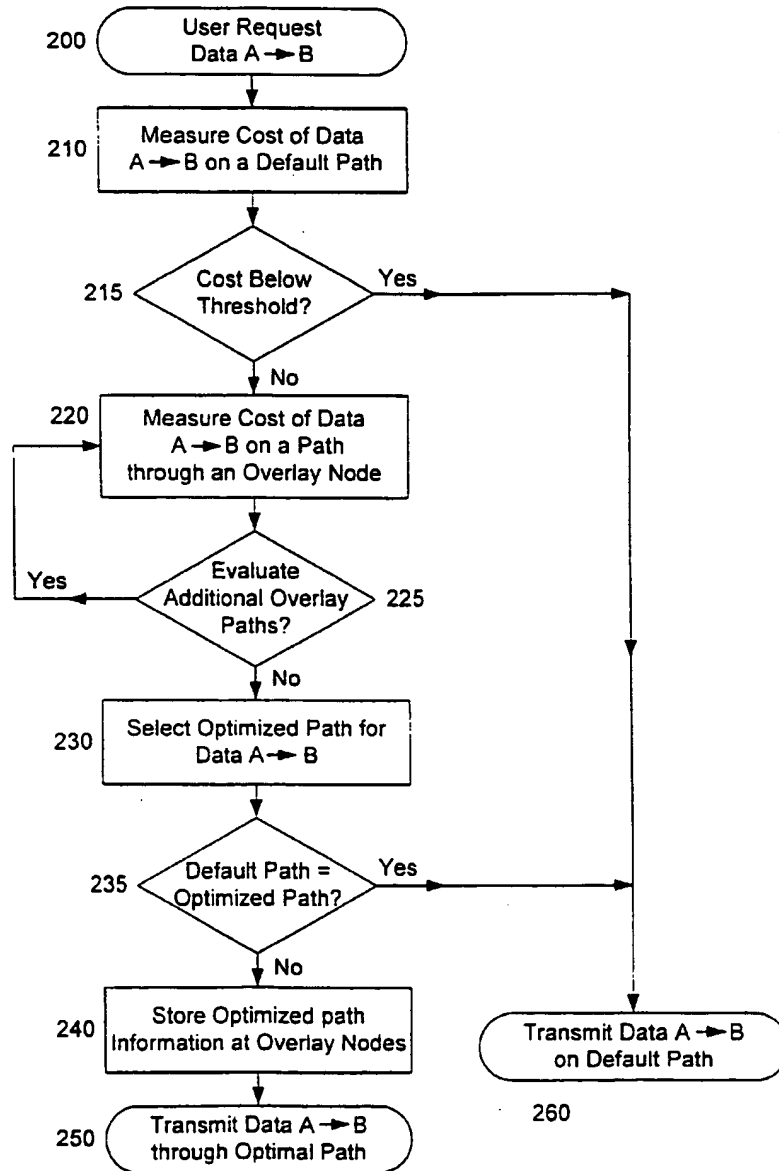 200
User Request
Data A → B
210
Measure Cost of Data
A → B on a Default Path
215
Cost Below
Threshold?
Yes
No
220
Measure Cost of Data
A → B on a Path
through an Overlay Node
Yes
Evaluate
Additional Overlay
Paths?
225
No
230
Select Optimized Path for
Data A → B
235
Default Path =
Optimized Path?
Yes
No
240
Store Optimized path
Information at Overlay Nodes
Transmit Data A → B
on Default Path
260
250
Transmit Data A → B
through Optimal Path